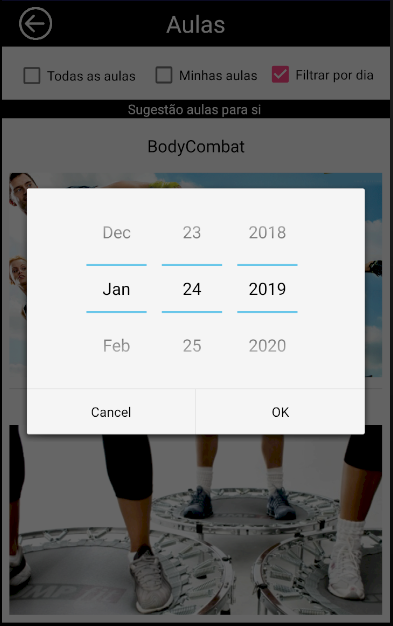 Aulas
Todas as aulas Minhas aulas Filtrar por dia
Sugestão aulas para si
BodyCombat
Dec 23 2018
Jan 24 2019
Feb 25 2020
Cancel OK